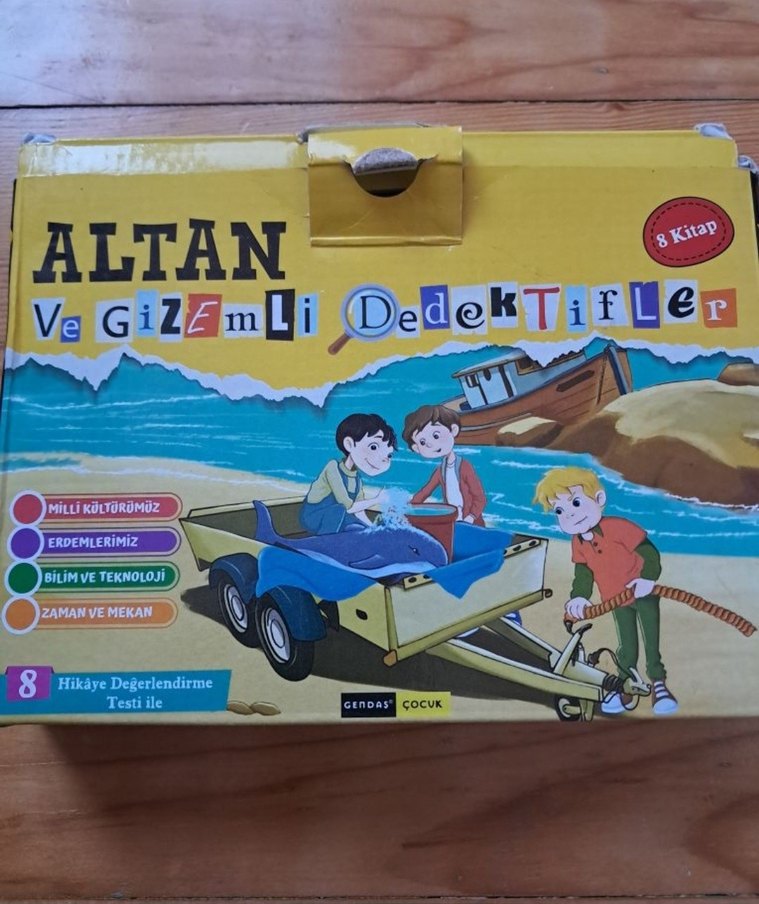 8 Kitap
ALTAN
Ve GiZEmLi DedekTifLer
MİLLİ KÜLTÜRÜMÜZ
ERDEMLERİMİZ
BİLİM VE TEKNOLOJİ
ZAMAN VE MEKAN
8 Hikâye Değerlendirme
Testi ile
GENDAŞ® ÇOCUK